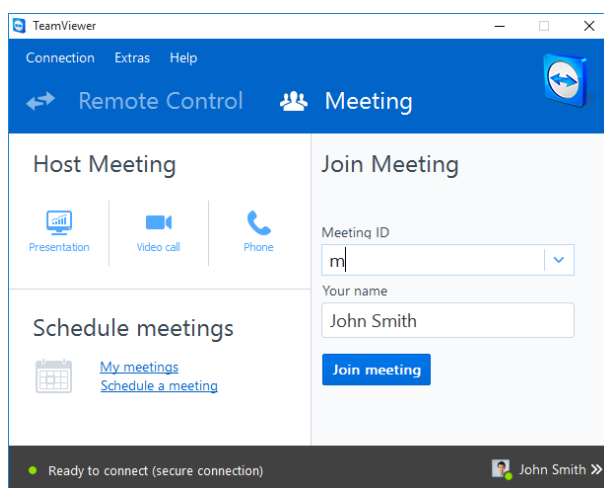 TeamViewer
Connection Extras Help
Remote Control Meeting
Host Meeting
Presentation Video call Phone
Schedule meetings
My meetings
Schedule a meeting
Join Meeting
Meeting ID
m
Your name
John Smith
Join meeting
Ready to connect (secure connection) John Smith